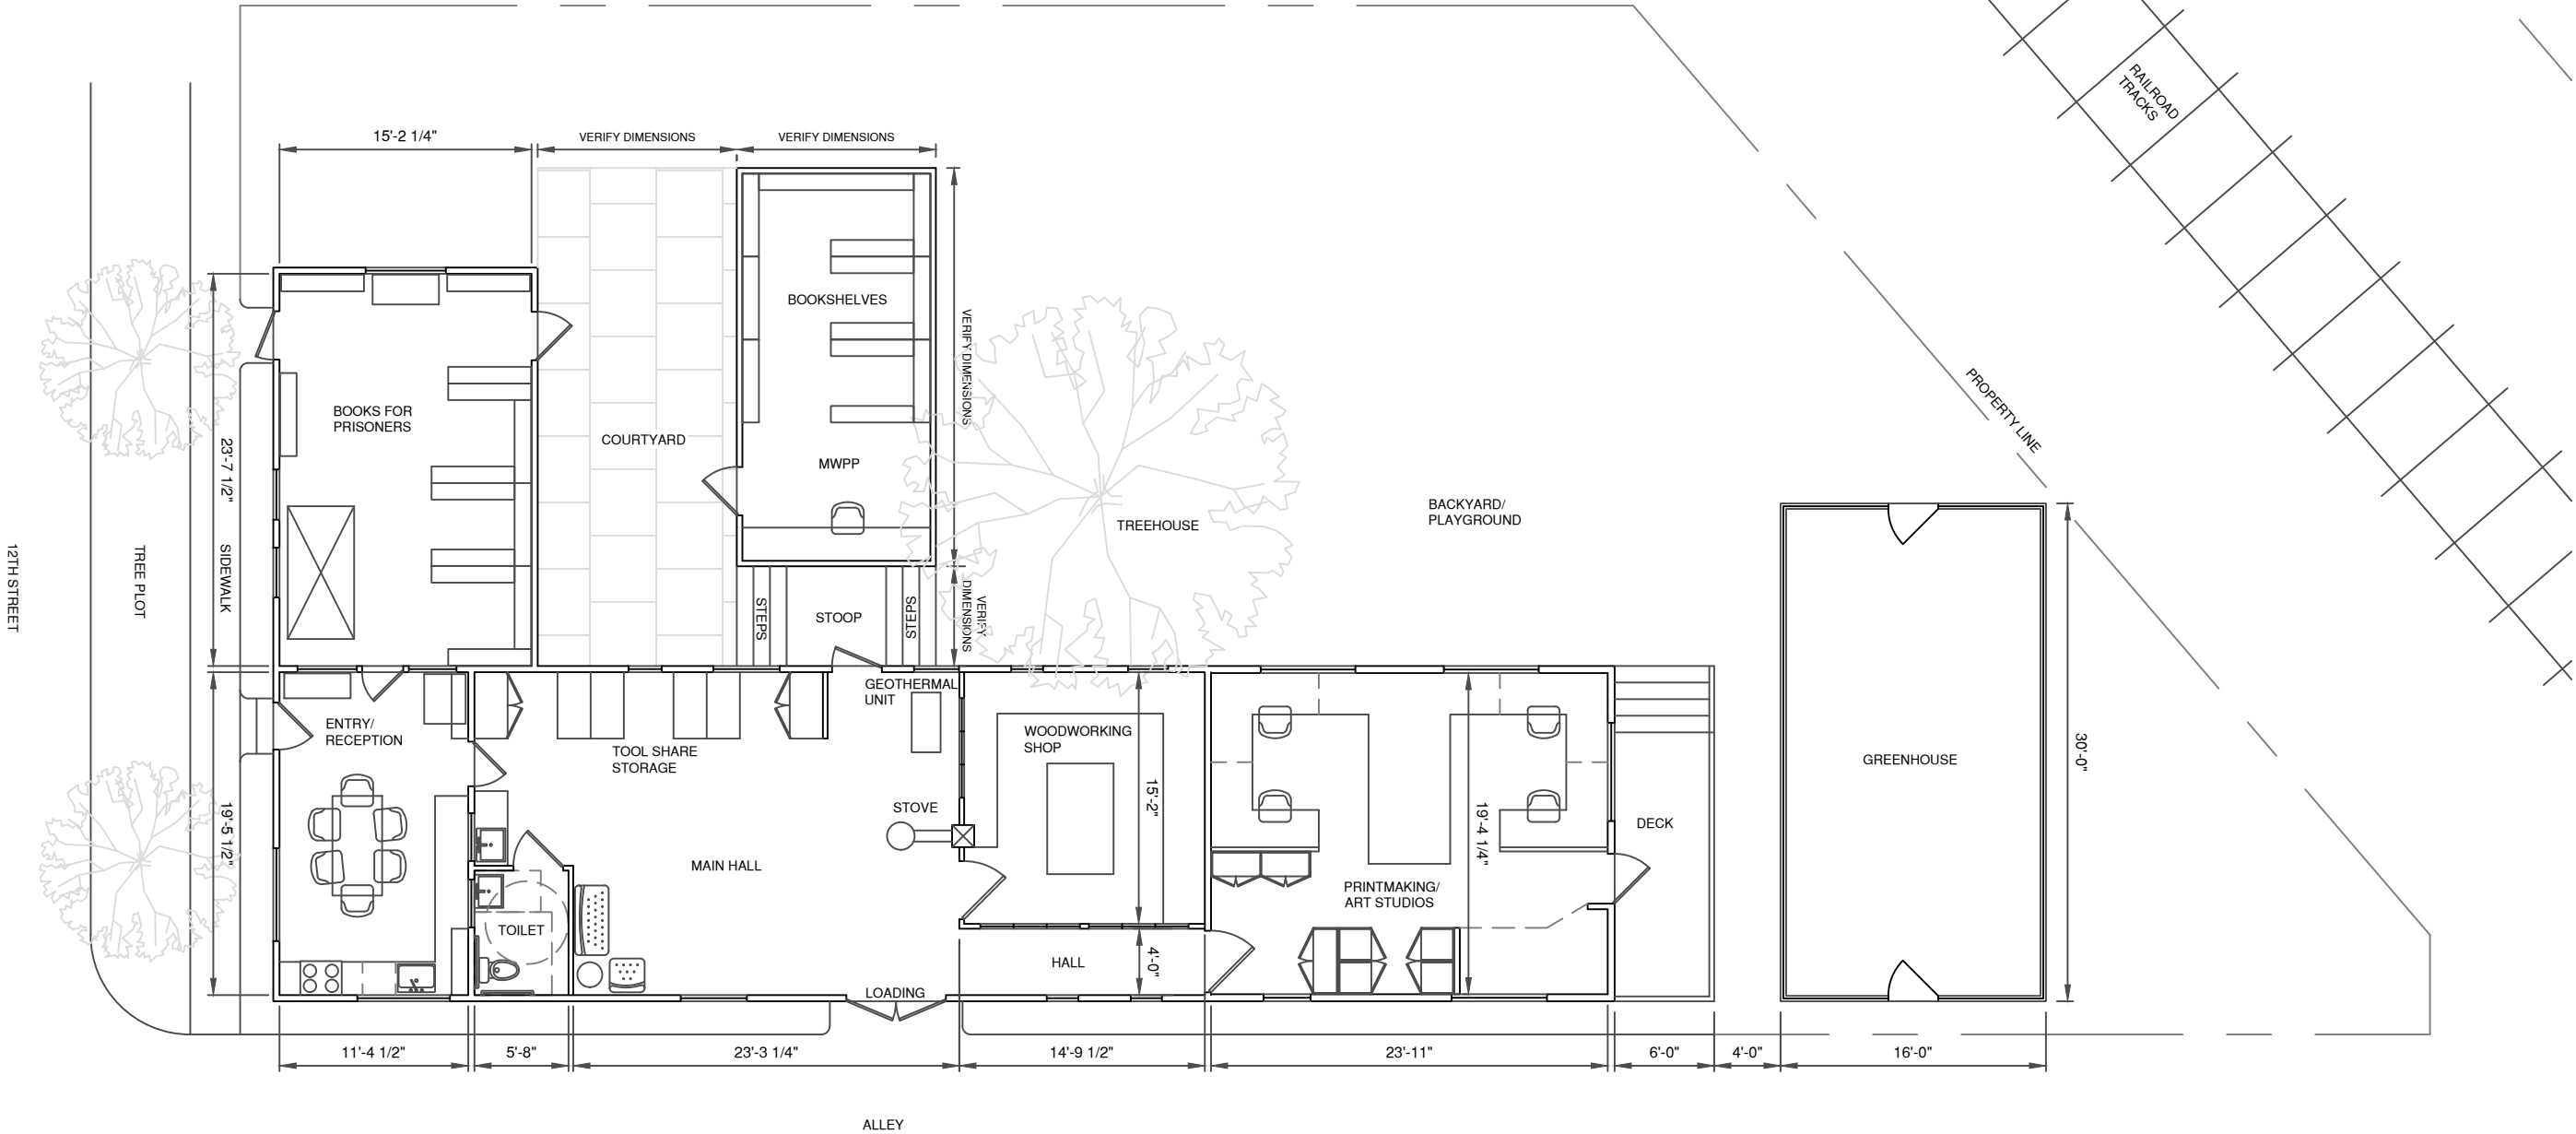 RAILROAD
TRACKS
15'-2 1/4"
VERIFY DIMENSIONS
VERIFY DIMENSIONS
BOOKSHELVES
VERIFY DIMENSIONS
BOOKS FOR
PRISONERS
COURTYARD
MWPP
PROPERTY LINE
23'-7 1/2"
TREEHOUSE
BACKYARD/
PLAYGROUND
12TH STREET
TREE PLOT
SIDEWALK
STEPS
STOOP
STEPS
VERIFY
DIMENSIONS
GEOTHERMAL
UNIT
ENTRY/
RECEPTION
TOOL SHARE
STORAGE
WOODWORKING
SHOP
15'-2"
GREENHOUSE
30'-0"
STOVE
19'-5 1/2"
19'-4 1/4"
DECK
MAIN HALL
PRINTMAKING/
ART STUDIOS
TOILET
HALL
4'-0"
LOADING
11'-4 1/2"
5'-8"
23'-3 1/4"
14'-9 1/2"
23'-11"
6'-0"
4'-0"
16'-0"
ALLEY